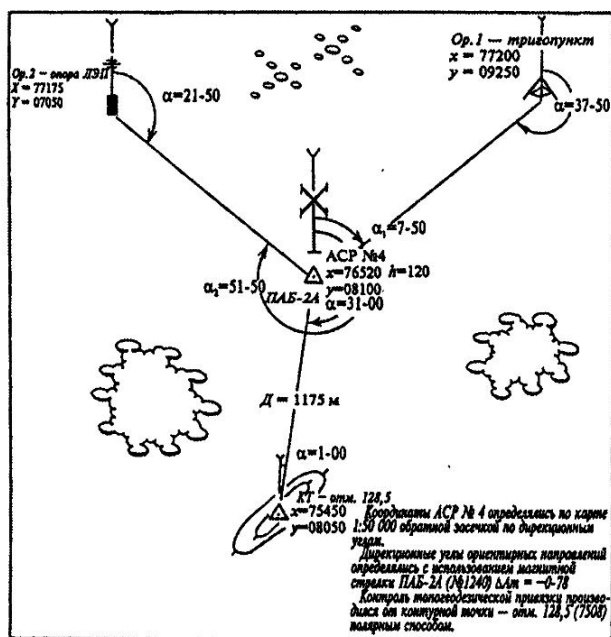 Ор. 1 — тригопункт
x = 77200
y = 09250
Ор.2 — опора ЛЭП
X = 77175
Y = 07050
α=21-50
α=37-50
α₁=7-50
АСР №4
x=76520 h=120
y=08100
ПАБ-2А
α=31-00
α₂=51-50
Д = 1175 м
α=1-00
КТ — отм. 128,5
x=75450
y=08050
Координаты АСР № 4 определялись по карте
1:50 000 обратной засечкой по дирекционным
углам.
Дирекционные углы ориентирных направлений
определялись с использованием магнитной
стрелки ПАБ-2А (№1240) ΔАm = −0-78
Контроль топогеодезической привязки произво-
дился от контурной точки — отм. 128,5 (7508)
полярным способом.